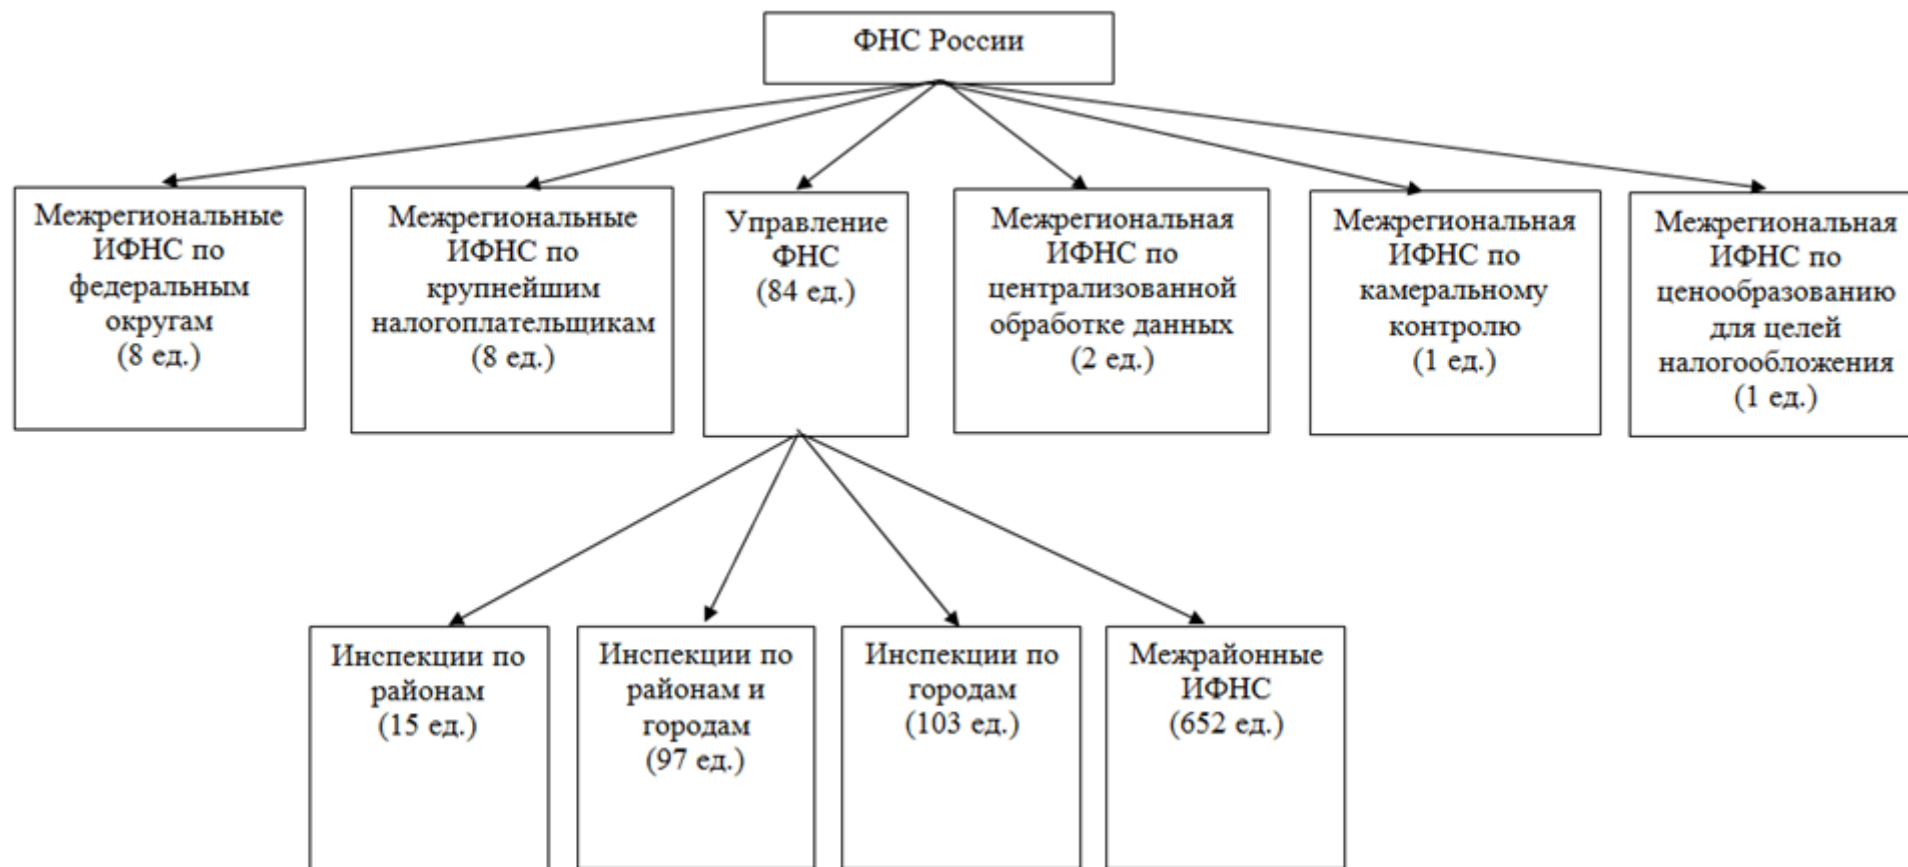 ФНС России
Межрегиональные
ИФНС по
федеральным
округам
(8 ед.)
Межрегиональные
ИФНС по
крупнейшим
налогоплательщикам
(8 ед.)
Управление
ФНС
(84 ед.)
Межрегиональная
ИФНС по
централизованной
обработке данных
(2 ед.)
Межрегиональная
ИФНС по
камеральному
контролю
(1 ед.)
Межрегиональная
ИФНС по
ценообразованию
для целей
налогообложения
(1 ед.)
Инспекции по
районам
(15 ед.)
Инспекции по
районам и
городам
(97 ед.)
Инспекции по
городам
(103 ед.)
Межрайонные
ИФНС
(652 ед.)